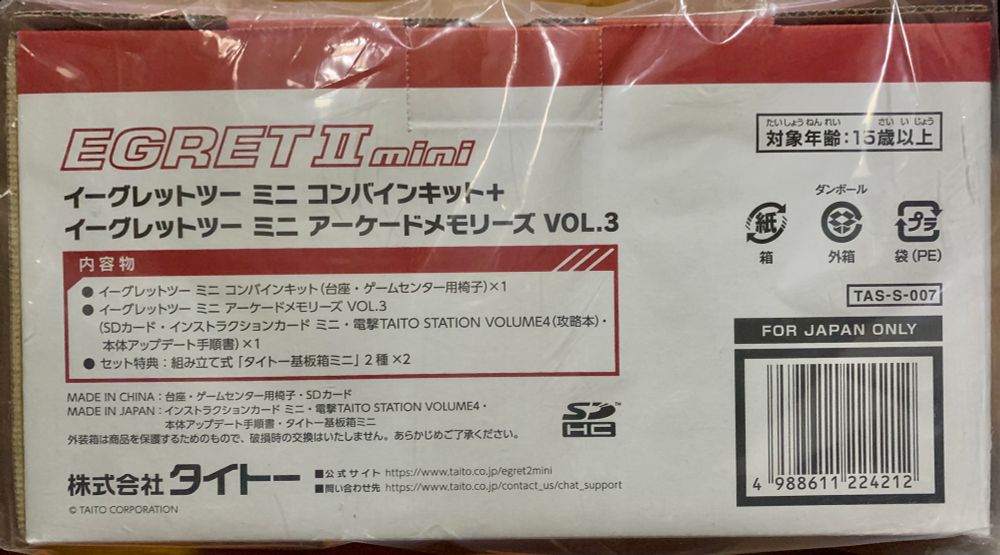 EGRET II mini
イーグレットツー ミニ コンバインキット+
イーグレットツー ミニ アーケードメモリーズ VOL.3
内容物
● イーグレットツー ミニ コンバインキット(台座・ゲームセンター用椅子)×1
● イーグレットツー ミニ アーケードメモリーズ VOL.3
(SDカード・インストラクションカード ミニ・電撃TAITO STATION VOLUME4(攻略本)・
本体アップデート手順書)×1
● セット特典:組み立て式「タイトー基板箱ミニ」2種×2
MADE IN CHINA:台座・ゲームセンター用椅子・SDカード
MADE IN JAPAN:インストラクションカード ミニ・電撃TAITO STATION VOLUME4・
本体アップデート手順書・タイトー基板箱ミニ
外装箱は商品を保護するためのもので、破損時の交換はいたしません。あらかじめご了承ください。
SD HC ™
株式会社タイトー
■公式サイト https://www.taito.co.jp/egret2mini
■問い合わせ先 https://www.taito.co.jp/contact_us/chat_support
© TAITO CORPORATION
たいしょうねんれい さい いじょう
対象年齢:15歳以上
ダンボール
紙
プラ
箱
外箱
袋(PE)
TAS-S-007
FOR JAPAN ONLY
4 988611 224212